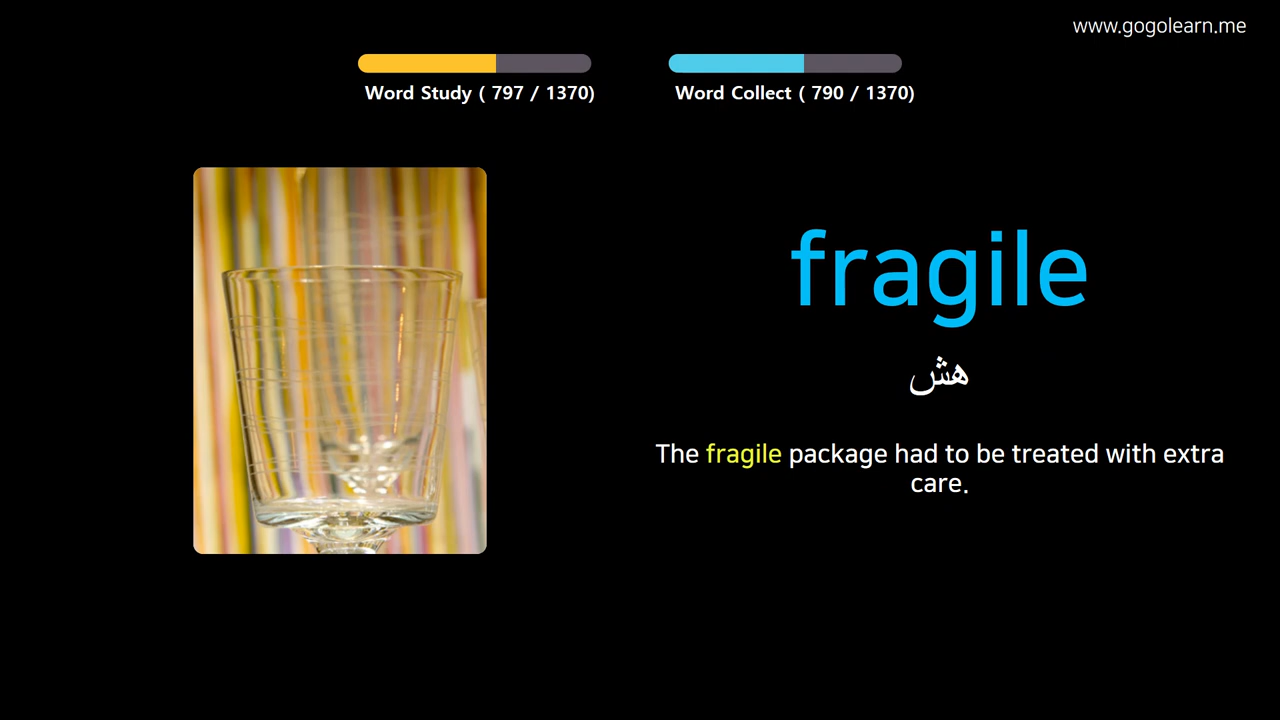 www.gogolearn.me
Word Study ( 797 / 1370)
Word Collect ( 790 / 1370)
fragile
هش
The fragile package had to be treated with extra
care.